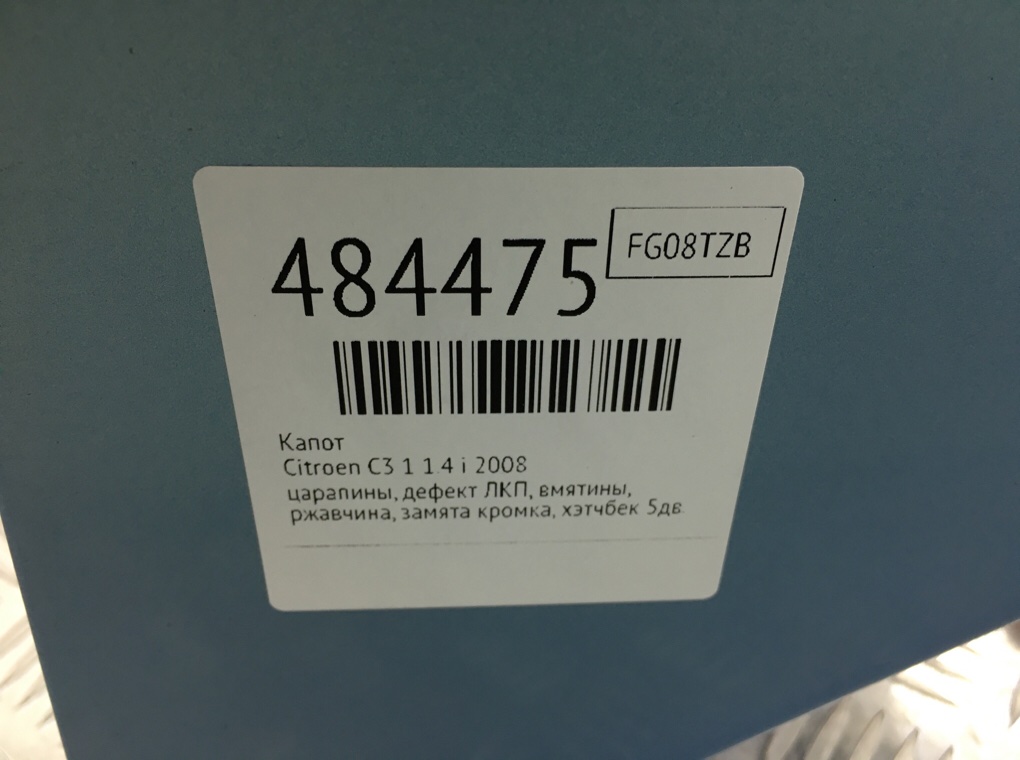 484475
FG08TZB
Капот
Citroen C3 1 1.4 i 2008
царапины, дефект ЛКП, вмятины,
ржавчина, замята кромка, хэтчбек 5дв.